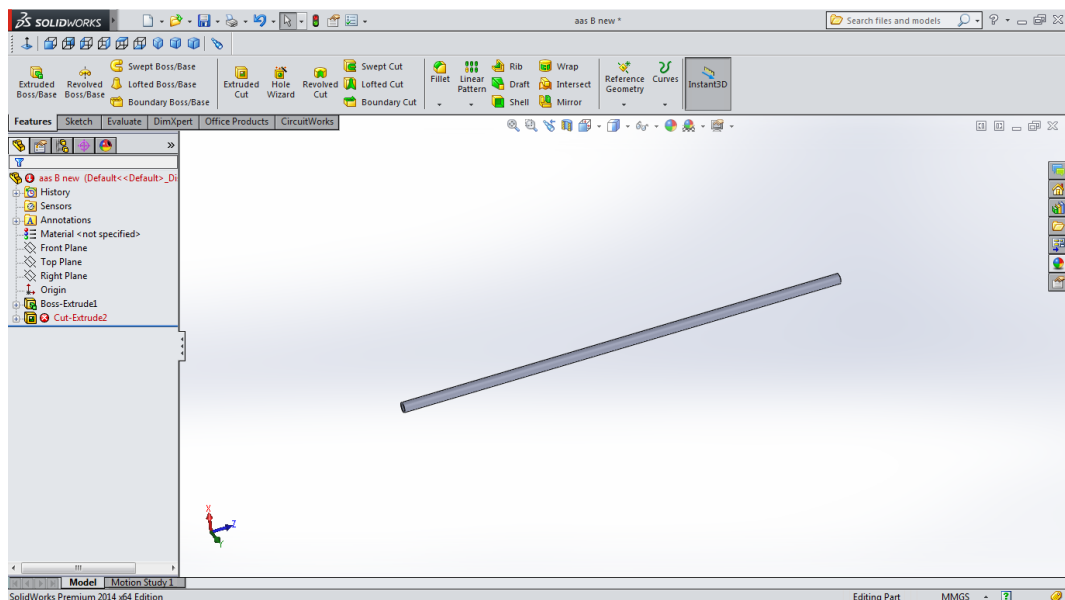 SOLIDWORKS
aas B new *
Search files and models
Extruded Boss/Base
Revolved Boss/Base
Swept Boss/Base
Lofted Boss/Base
Boundary Boss/Base
Extruded Cut
Hole Wizard
Revolved Cut
Swept Cut
Lofted Cut
Boundary Cut
Fillet
Linear Pattern
Rib
Draft
Shell
Wrap
Intersect
Mirror
Reference Geometry
Curves
Instant3D
Features Sketch Evaluate DimXpert Office Products CircuitWorks
aas B new (Default<<Default>_Di
History
Sensors
A Annotations
Material <not specified>
Front Plane
Top Plane
Right Plane
Origin
Boss-Extrude1
Cut-Extrude2
X
Z
Y
Model Motion Study 1
SolidWorks Premium 2014 x64 Edition
Editing Part MMGS